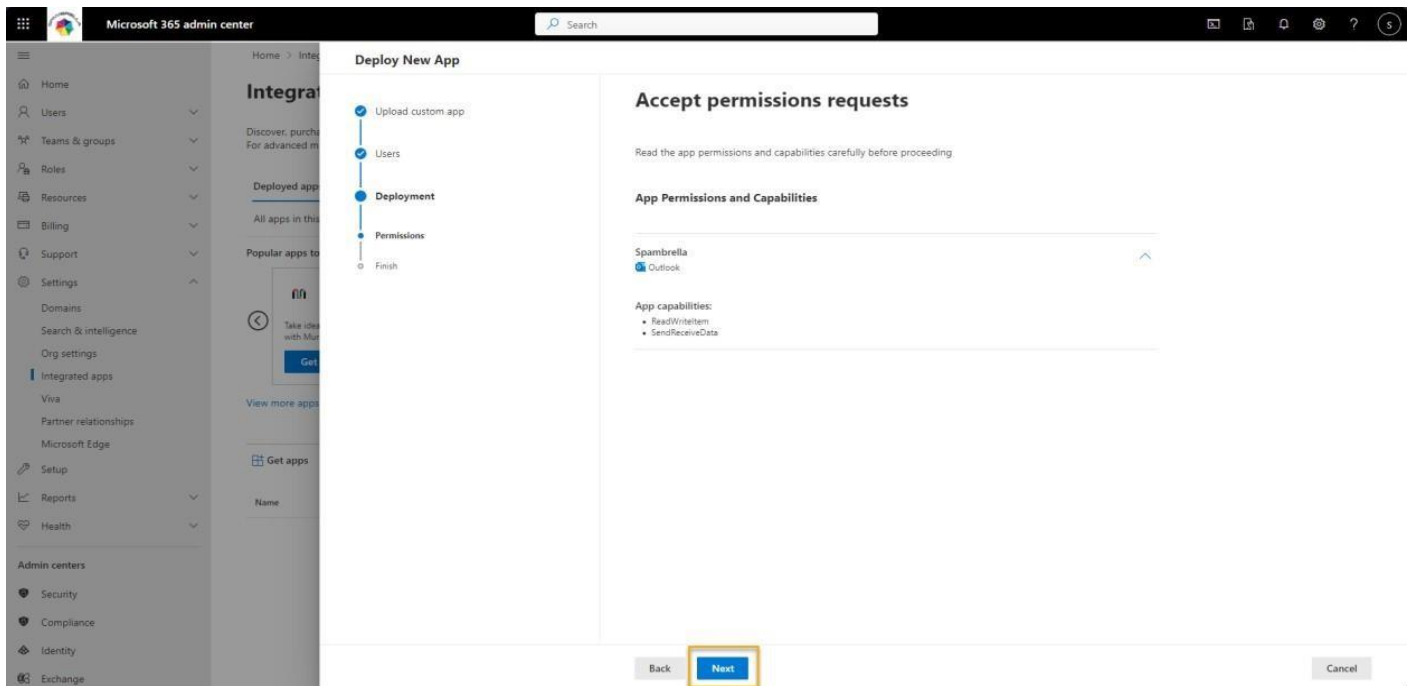 Microsoft 365 admin center
Search
?
S
Home
Users
Teams & groups
Roles
Resources
Billing
Support
Settings
Domains
Search & intelligence
Org settings
Integrated apps
Viva
Partner relationships
Microsoft Edge
Setup
Reports
Health
Admin centers
Security
Compliance
Identity
Exchange
Home > Integ
Integrat
Discover, purcha
For advanced m
Deployed app
All apps in this
Popular apps to
Take idea
with Mur
Get
View more apps
Get apps
Name
Deploy New App
Upload custom app
Users
Deployment
Permissions
Finish
Accept permissions requests
Read the app permissions and capabilities carefully before proceeding
App Permissions and Capabilities
Spambrella
Outlook
App capabilities:
• ReadWriteItem
• SendReceiveData
Back
Next
Cancel